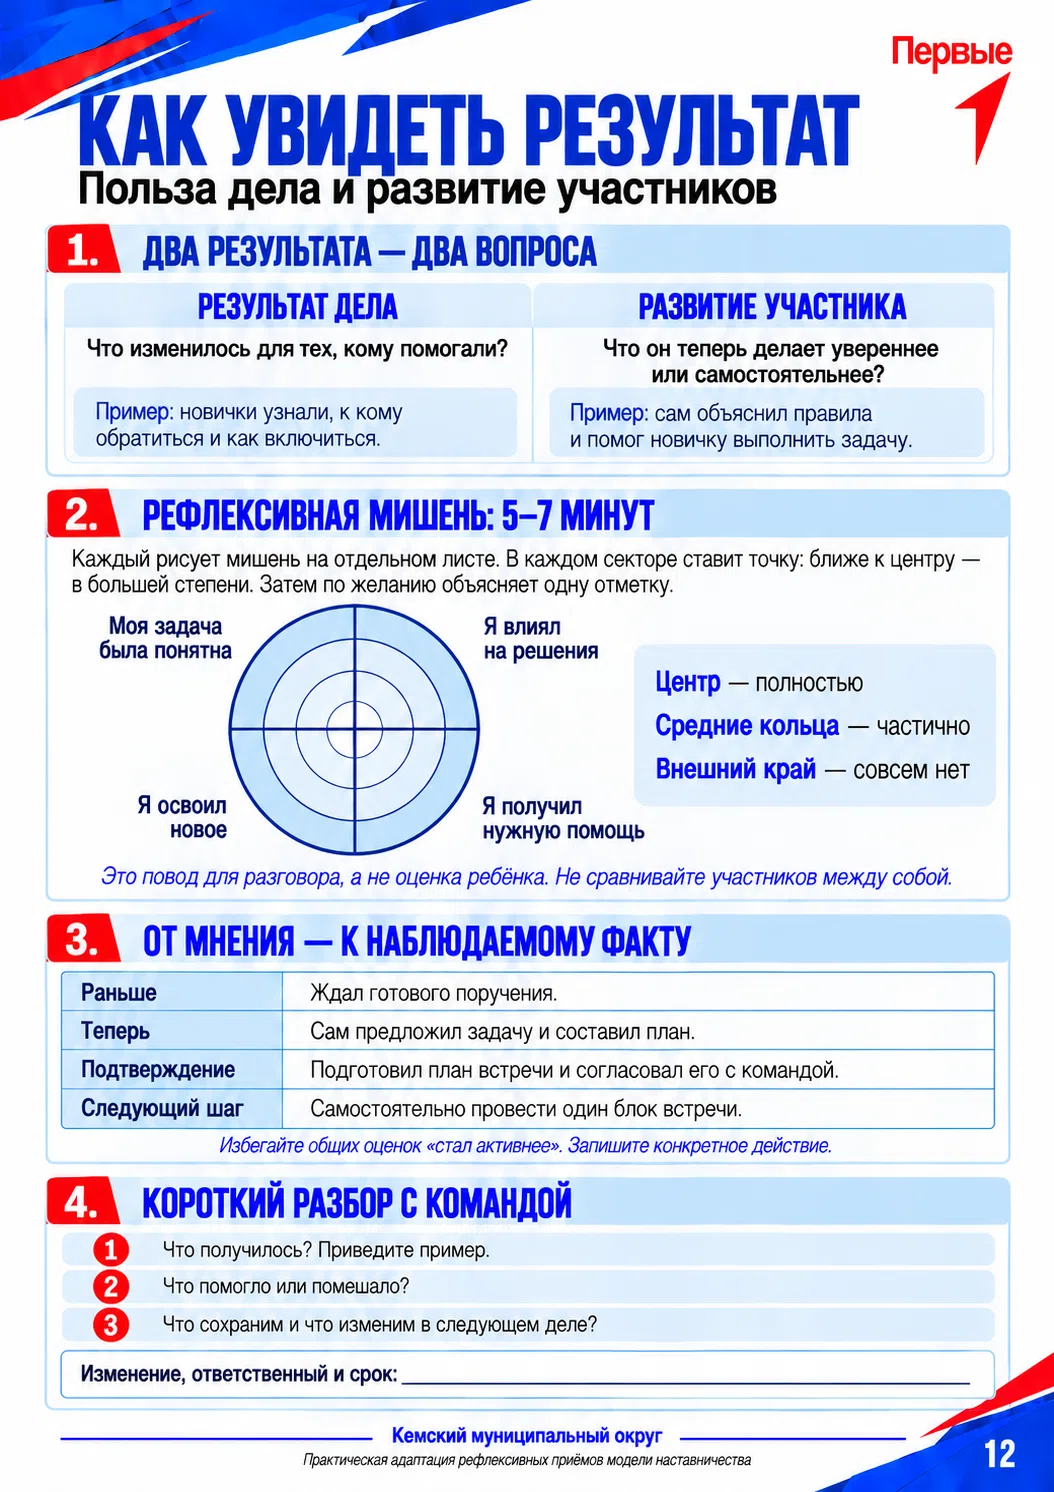 Первые
КАК УВИДЕТЬ РЕЗУЛЬТАТ
Польза дела и развитие участников
1. ДВА РЕЗУЛЬТАТА — ДВА ВОПРОСА
РЕЗУЛЬТАТ ДЕЛА
Что изменилось для тех, кому помогали?
Пример: новички узнали, к кому
обратиться и как включиться.
РАЗВИТИЕ УЧАСТНИКА
Что он теперь делает увереннее
или самостоятельнее?
Пример: сам объяснил правила
и помог новичку выполнить задачу.
2. РЕФЛЕКСИВНАЯ МИШЕНЬ: 5–7 МИНУТ
Каждый рисует мишень на отдельном листе. В каждом секторе ставит точку: ближе к центру —
в большей степени. Затем по желанию объясняет одну отметку.
Моя задача
была понятна
Я влиял
на решения
Я освоил
новое
Я получил
нужную помощь
Центр — полностью
Средние кольца — частично
Внешний край — совсем нет
Это повод для разговора, а не оценка ребёнка. Не сравнивайте участников между собой.
3. ОТ МНЕНИЯ — К НАБЛЮДАЕМОМУ ФАКТУ
Раньше Ждал готового поручения.
Теперь Сам предложил задачу и составил план.
Подтверждение Подготовил план встречи и согласовал его с командой.
Следующий шаг Самостоятельно провести один блок встречи.
Избегайте общих оценок «стал активнее». Запишите конкретное действие.
4. КОРОТКИЙ РАЗБОР С КОМАНДОЙ
1 Что получилось? Приведите пример.
2 Что помогло или помешало?
3 Что сохраним и что изменим в следующем деле?
Изменение, ответственный и срок:
Кемский муниципальный округ
Практическая адаптация рефлексивных приёмов модели наставничества
12